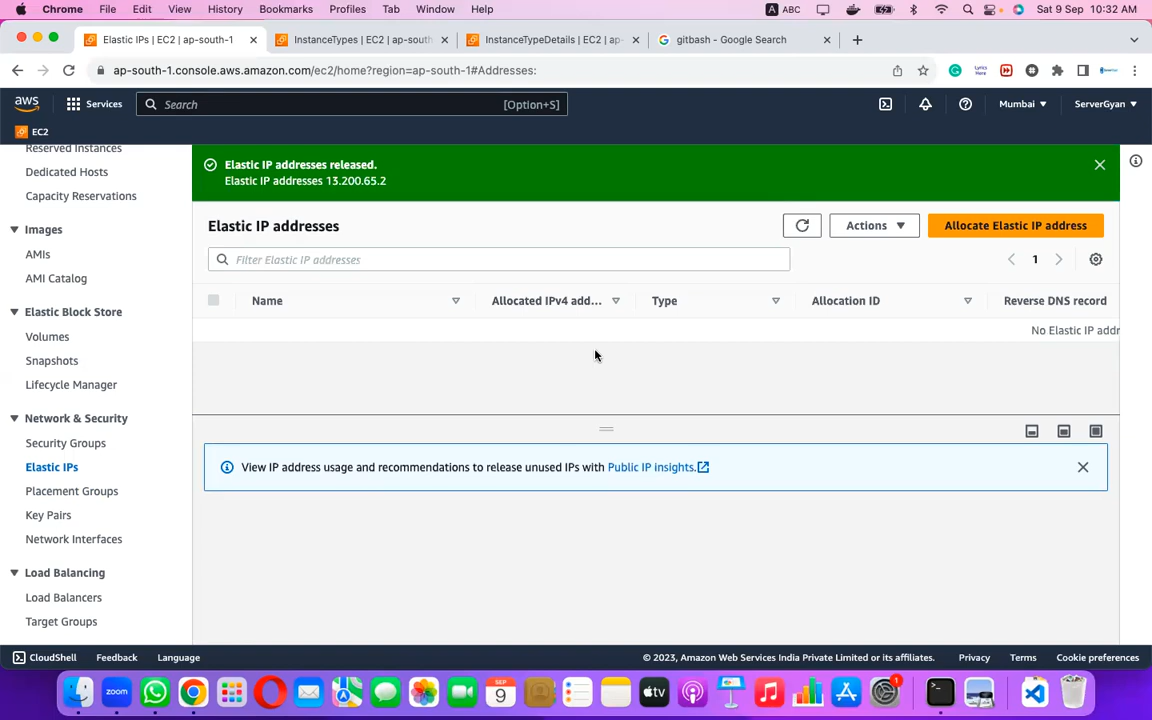 Chrome File Edit View History Bookmarks Profiles Tab Window Help A ABC Sat 9 Sep 10:32 AM
Elastic IPs | EC2 | ap-south-1 InstanceTypes | EC2 | ap-south InstanceTypeDetails | EC2 | ap- gitbash - Google Search
ap-south-1.console.aws.amazon.com/ec2/home?region=ap-south-1#Addresses:
aws Services Search [Option+S] Mumbai ServerGyan
EC2
Reserved Instances
Dedicated Hosts
Capacity Reservations
Images
AMIs
AMI Catalog
Elastic Block Store
Volumes
Snapshots
Lifecycle Manager
Network & Security
Security Groups
Elastic IPs
Placement Groups
Key Pairs
Network Interfaces
Load Balancing
Load Balancers
Target Groups
Elastic IP addresses released.
Elastic IP addresses 13.200.65.2
Elastic IP addresses Actions Allocate Elastic IP address
Filter Elastic IP addresses 1
Name Allocated IPv4 add... Type Allocation ID Reverse DNS record
No Elastic IP addr
View IP address usage and recommendations to release unused IPs with Public IP insights.
CloudShell Feedback Language © 2023, Amazon Web Services India Private Limited or its affiliates. Privacy Terms Cookie preferences
zoom SEP 9 tv 1